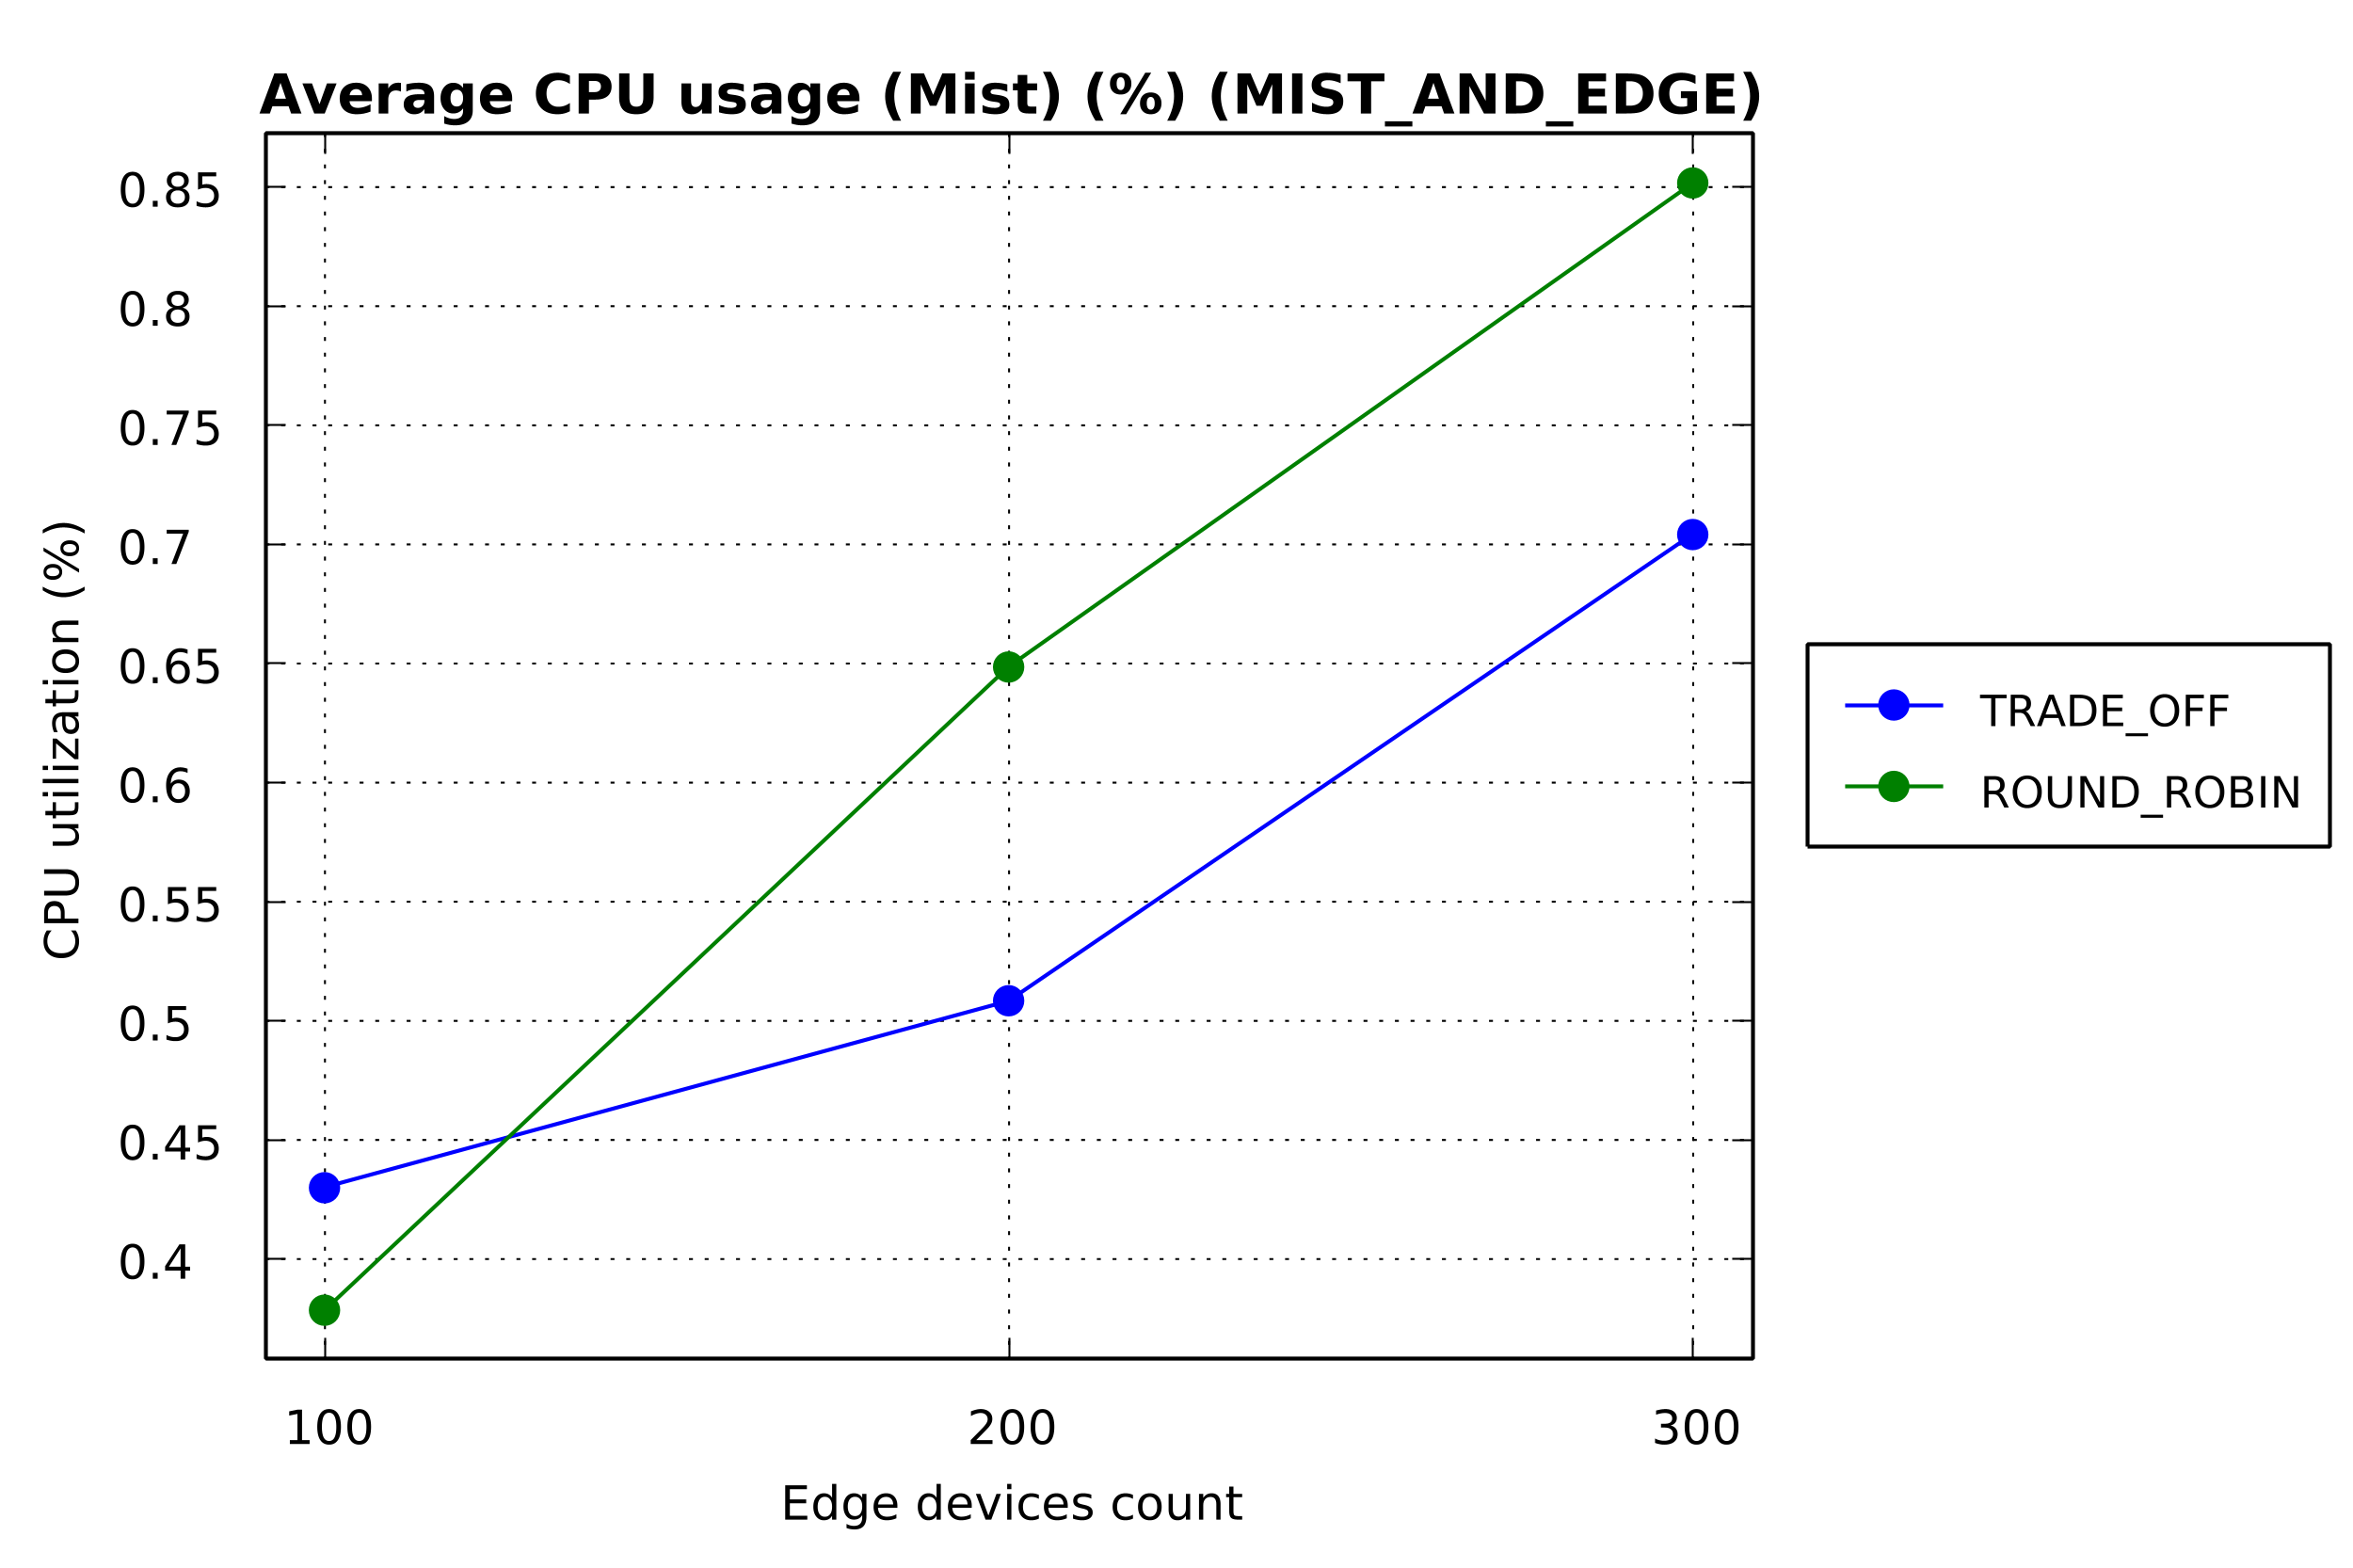 Average CPU usage (Mist) (%) (MIST_AND_EDGE)
0.85
0.8
0.75
0.7
0.65
0.6
0.55
0.5
0.45
0.4
CPU utilization (%)
100 200 300
Edge devices count
TRADE_OFF
ROUND_ROBIN